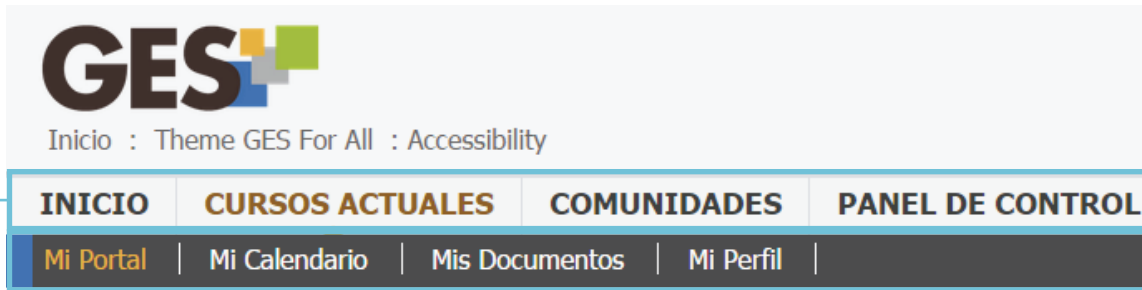 GES
Inicio : Theme GES For All : Accessibility
INICIO CURSOS ACTUALES COMUNIDADES PANEL DE CONTROL
Mi Portal | Mi Calendario | Mis Documentos | Mi Perfil |